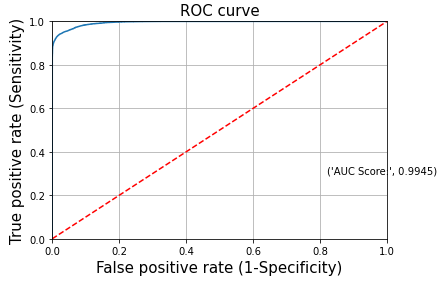 ROC curve
True positive rate (Sensitivity)
1.0
0.8
0.6
0.4
0.2
0.0
('AUC Score ', 0.9945)
0.0 0.2 0.4 0.6 0.8 1.0
False positive rate (1-Specificity)